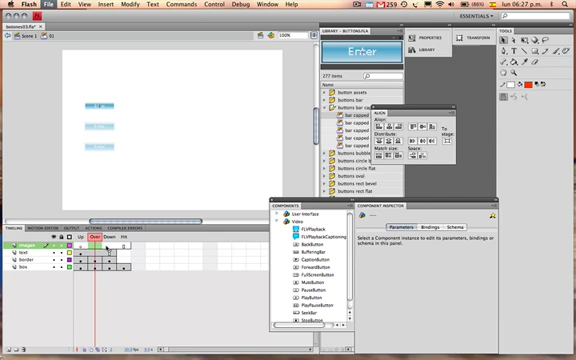 Flash File Edit View Insert Modify Text Commands Control Debug Window Help
259
lun 06:27 p.m.
ESSENTIALS
Scene 1
100%
LIBRARY - BUTTONS.FLA
Enter
277 items
Name
button assets
buttons bar
buttons bar cap
bar capped
bar capped
bar capped
bar capped
bar capped
buttons bubble
buttons circle b
buttons circle flat
buttons oval
buttons rect bevel
buttons rect flat
PROPERTIES
LIBRARY
TRANSFORM
TOOLS
ALIGN
Align:
Distribute:
Match size:
Space:
To stage:
TIMELINE
MOTION EDITOR
ACTIONS
COMPILER ERRORS
Up Over Down Hit
images
text
border
box
COMPONENTS
User Interface
Video
FLVPlayback
FLVPlaybackCaptioning
BackButton
BufferingBar
CaptionButton
ForwardButton
FullScreenButton
MuteButton
PauseButton
PlayButton
PlayPauseButton
SeekBar
StopButton
COMPONENT INSPECTOR
Parameters Bindings Schema
Select a Component instance to edit its parameters, bindings or
schema in this panel.